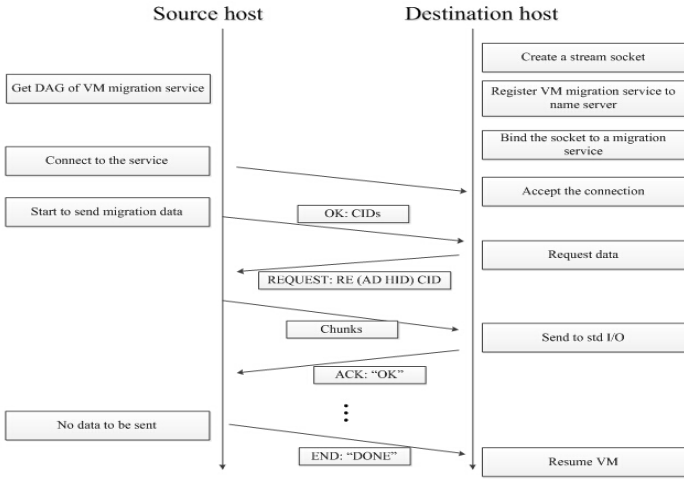 Source host
Destination host
Create a stream socket
Get DAG of VM migration service
Register VM migration service to
name server
Bind the socket to a migration
service
Connect to the service
Accept the connection
Start to send migration data
OK: CIDs
Request data
REQUEST: RE (AD HID) CID
Chunks
Send to std I/O
ACK: “OK”
No data to be sent
END: “DONE”
Resume VM